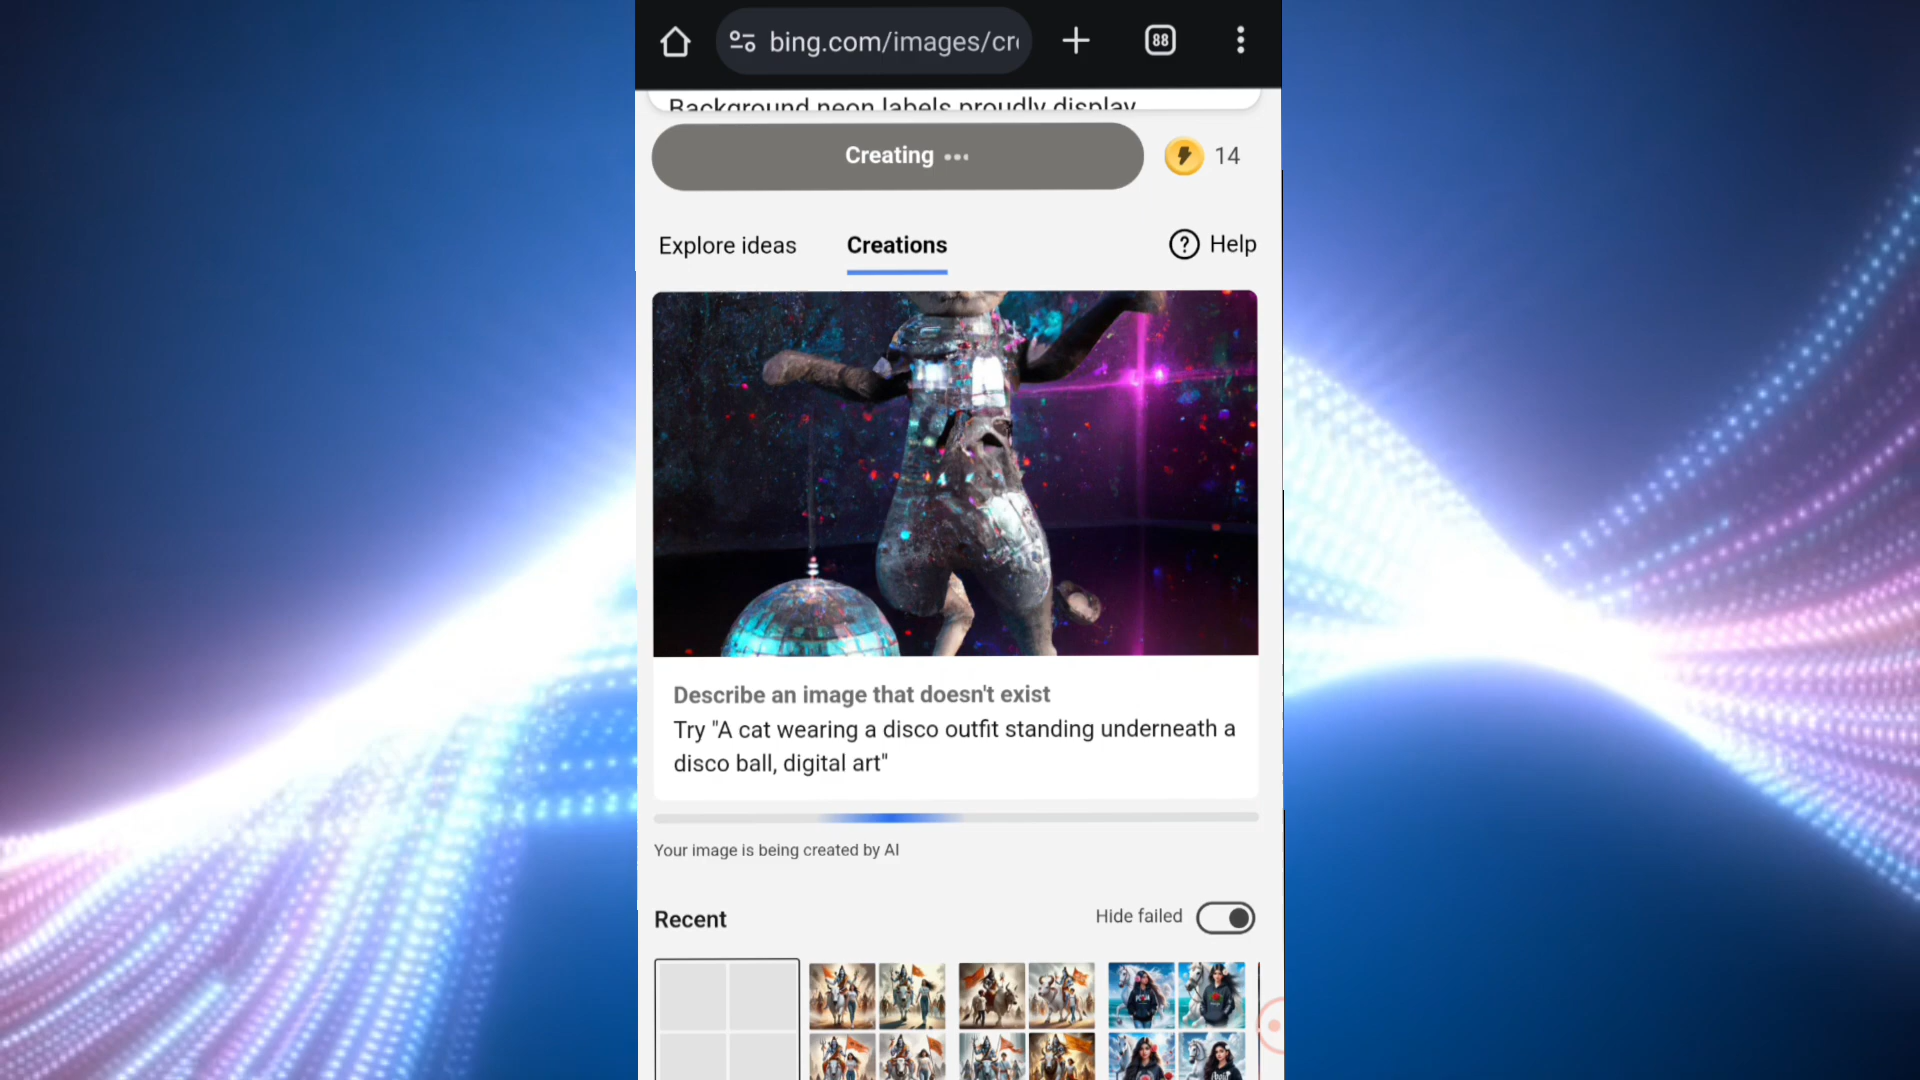 bing.com/images/cr
88
Background neon labels proudly display
Creating •••
14
Explore ideas
Creations
Help
Describe an image that doesn't exist
Try "A cat wearing a disco outfit standing underneath a
disco ball, digital art"
Your image is being created by AI
Recent
Hide failed